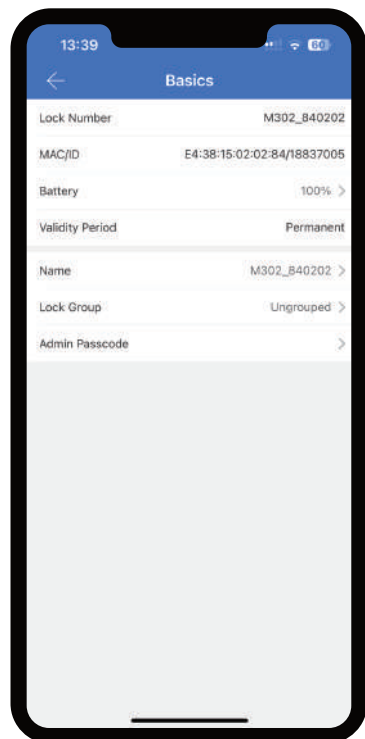 13:39
60
Basics
Lock Number M302_840202
MAC/ID E4:38:15:02:02:84/18837005
Battery 100%
Validity Period Permanent
Name M302_840202
Lock Group Ungrouped
Admin Passcode